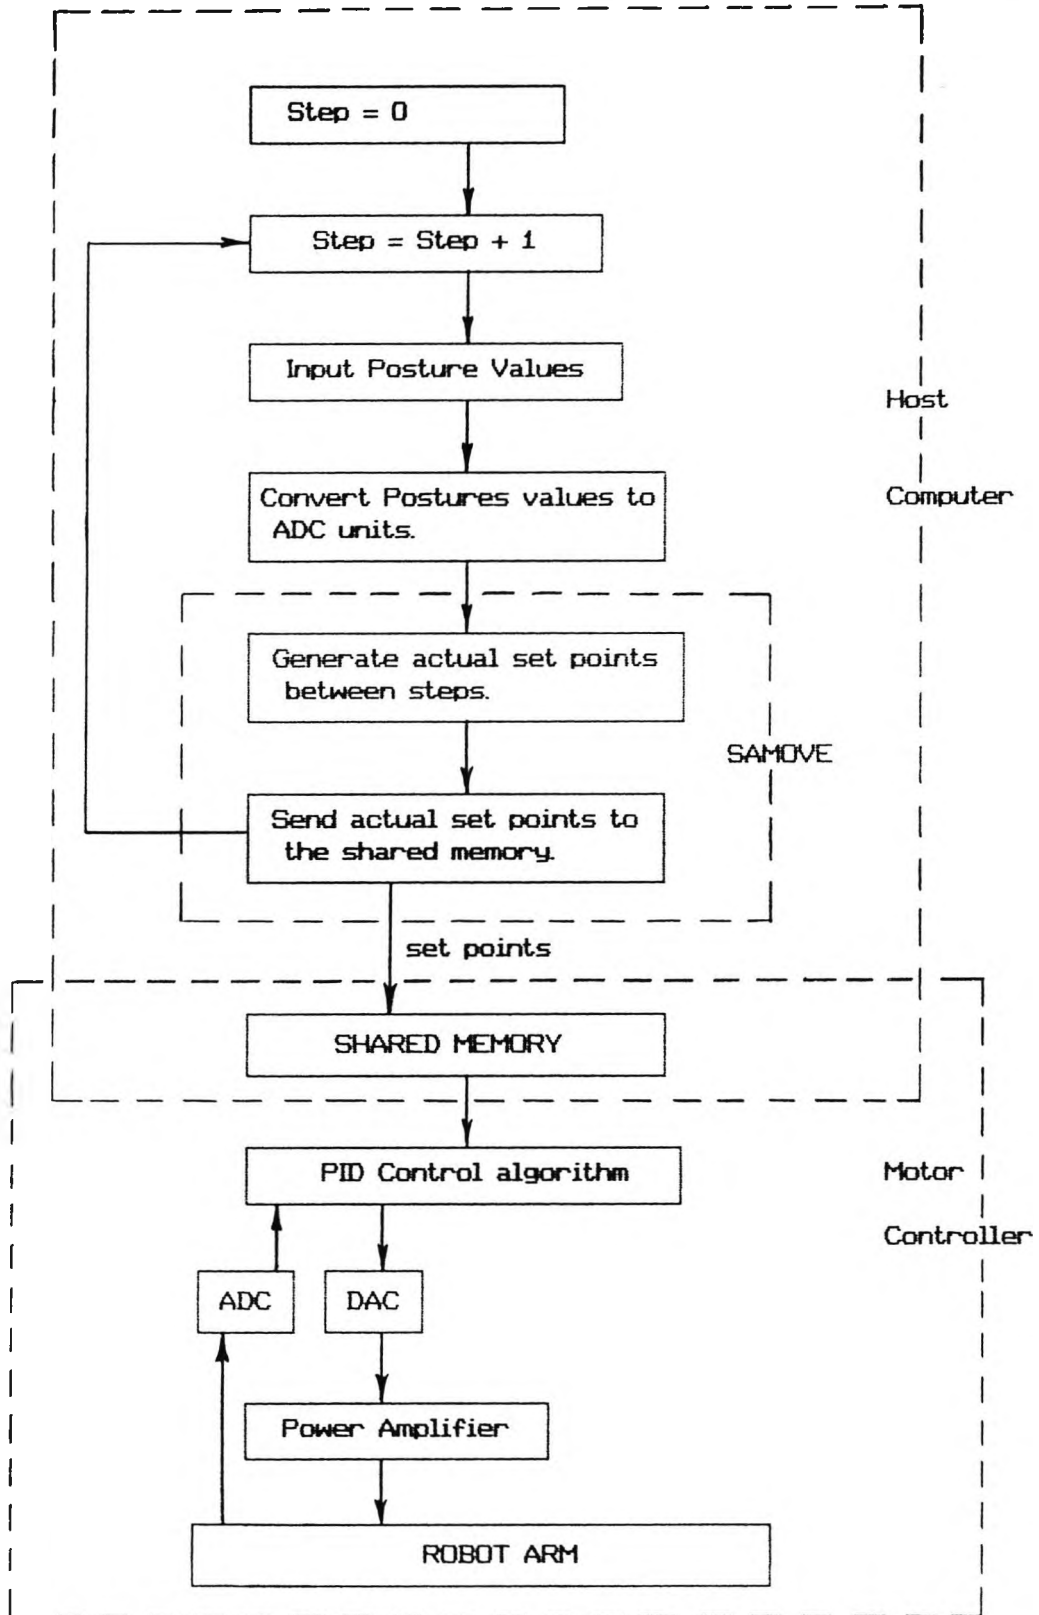 Step = 0
Step = Step + 1
Input Posture Values
Host
Convert Postures values to
ADC units.
Computer
Generate actual set points
between steps.
SAMOVE
Send actual set points to
the shared memory.
set points
SHARED MEMORY
PID Control algorithm
Motor
Controller
ADC
DAC
Power Amplifier
ROBOT ARM